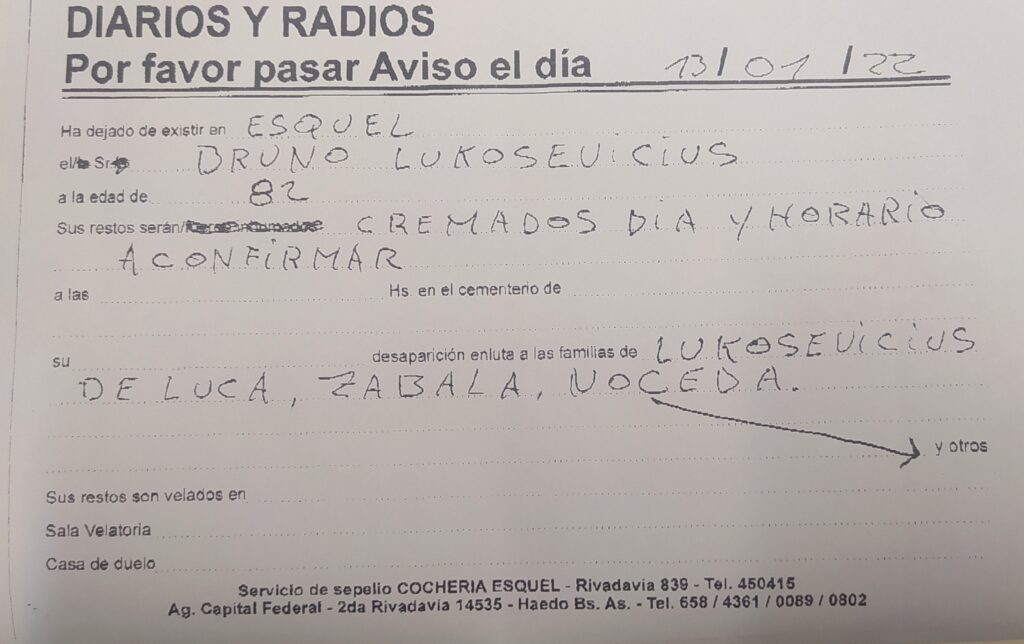 DIARIOS Y RADIOS
Por favor pasar Aviso el día 13/01/22
Ha dejado de existir en ESQUEL
el/la Sr BRUNO LUKOSEVICIUS
a la edad de 82
Sus restos serán/ CREMADOS DIA Y HORARIO
A CONFIRMAR
a las Hs. en el cementerio de
su desaparición enluta a las familias de LUKOSEVICIUS
DE LUCA, ZABALA, NOCEDA.
y otros
Sus restos son velados en
Sala Velatoria
Casa de duelo
Servicio de sepelio COCHERIA ESQUEL - Rivadavia 839 - Tel. 450415
Ag. Capital Federal - 2da Rivadavia 14535 - Haedo Bs. As. - Tel. 658 / 4361 / 0089 / 0802